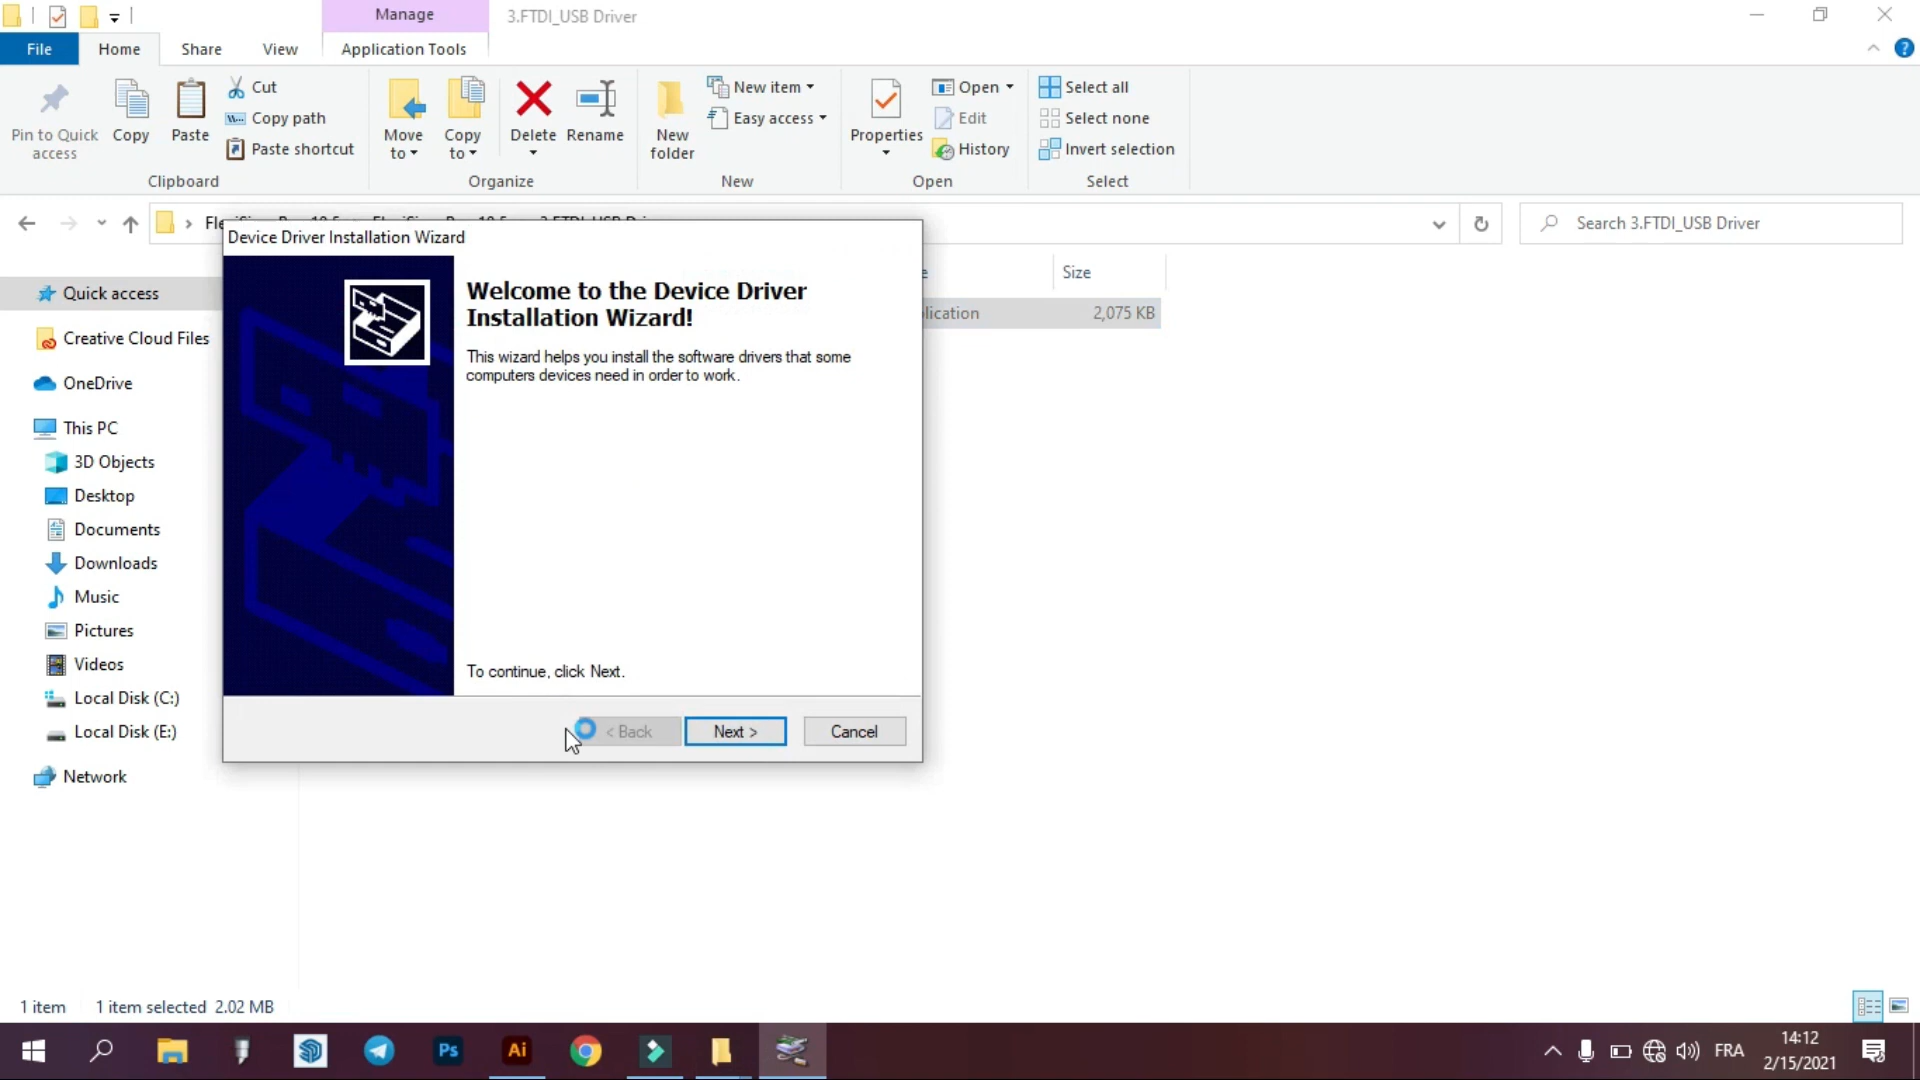 Manage
3.FTDI_USB Driver
File
Home
Share
View
Application Tools
Pin to Quick access
Copy
Paste
Cut
Copy path
Paste shortcut
Move to
Copy to
Delete
Rename
New folder
New item
Easy access
Properties
Open
Edit
History
Select all
Select none
Invert selection
Clipboard
Organize
New
Open
Select
Search 3.FTDI_USB Driver
Device Driver Installation Wizard
Size
2,075 KB
Quick access
Creative Cloud Files
OneDrive
This PC
3D Objects
Desktop
Documents
Downloads
Music
Pictures
Videos
Local Disk (C:)
Local Disk (E:)
Network
Welcome to the Device Driver
Installation Wizard!
This wizard helps you install the software drivers that some
computers devices need in order to work.
To continue, click Next.
< Back
Next >
Cancel
1 item
1 item selected 2.02 MB
Ps
Ai
FRA
14:12
2/15/2021